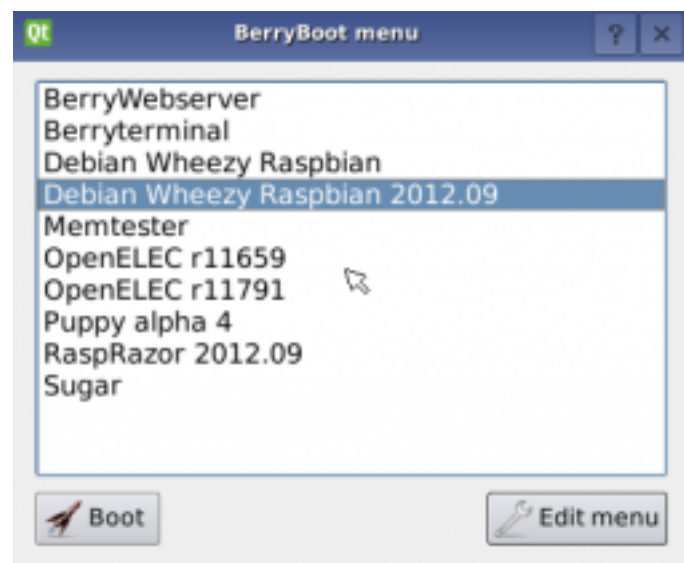 Qt BerryBoot menu ? ×
BerryWebserver
Berryterminal
Debian Wheezy Raspbian
Debian Wheezy Raspbian 2012.09
Memtester
OpenELEC r11659
OpenELEC r11791
Puppy alpha 4
RaspRazor 2012.09
Sugar
Boot Edit menu